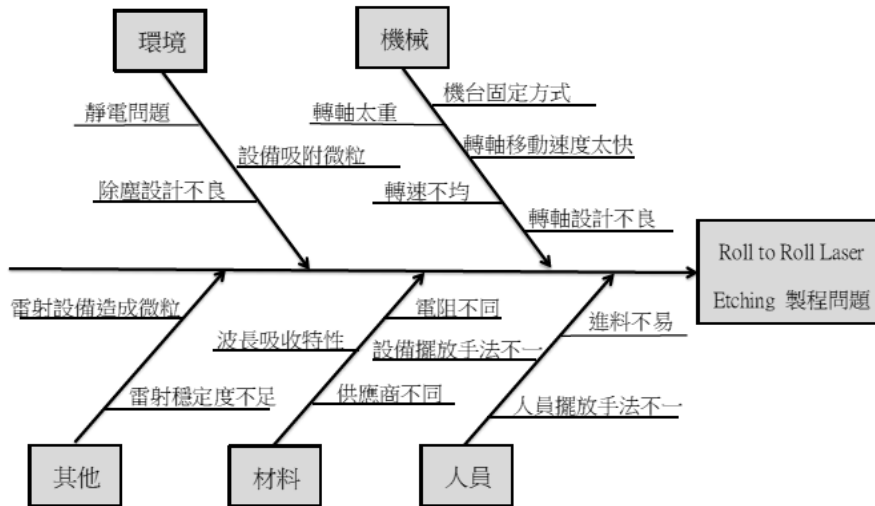 環境
機械
靜電問題
設備吸附微粒
除塵設計不良
機台固定方式
轉軸太重
轉軸移動速度太快
轉速不均
轉軸設計不良
Roll to Roll Laser
Etching 製程問題
雷射設備造成微粒
雷射穩定度不足
電阻不同
波長吸收特性
供應商不同
進料不易
設備擺放手法不一
人員擺放手法不一
其他
材料
人員